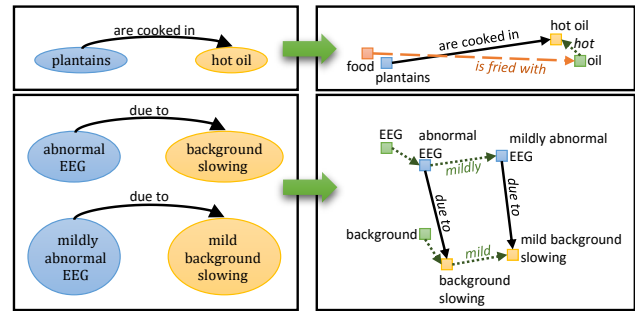 are cooked in
plantains
hot oil
hot oil
are cooked in
hot
food
oil
plantains
is fried with
due to
abnormal
EEG
background
slowing
due to
mildly
abnormal
EEG
mild
background
slowing
EEG
abnormal
EEG
mildly abnormal
EEG
mildly
due to
due to
background
mild
mild background
slowing
background
slowing